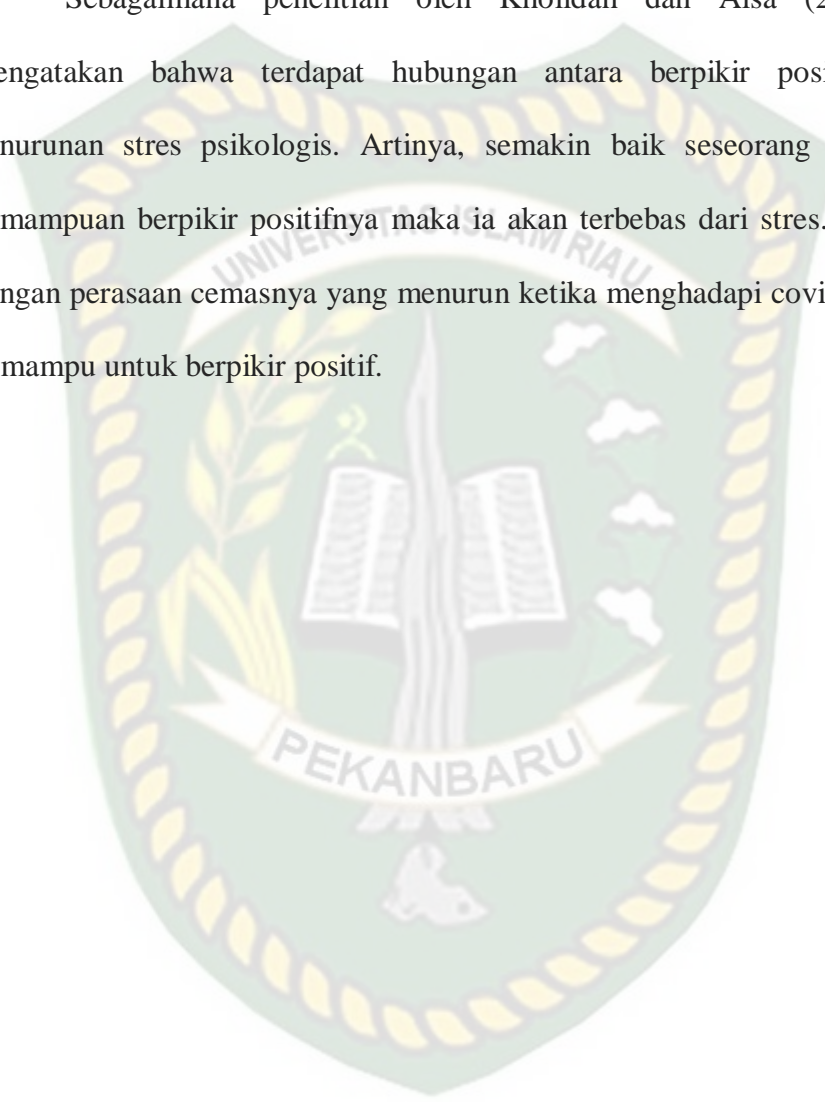 Sebagaimana penelitian oleh Kholidah dan Alsa (2
engatakan bahwa terdapat hubungan antara berpikir posi
nurunan stres psikologis. Artinya, semakin baik seseorang
mampuan berpikir positifnya maka ia akan terbebas dari stres.
ngan perasaan cemasnya yang menurun ketika menghadapi covi
mampu untuk berpikir positif.
UNIVERSITAS ISLAM RIAU
PEKANBARU